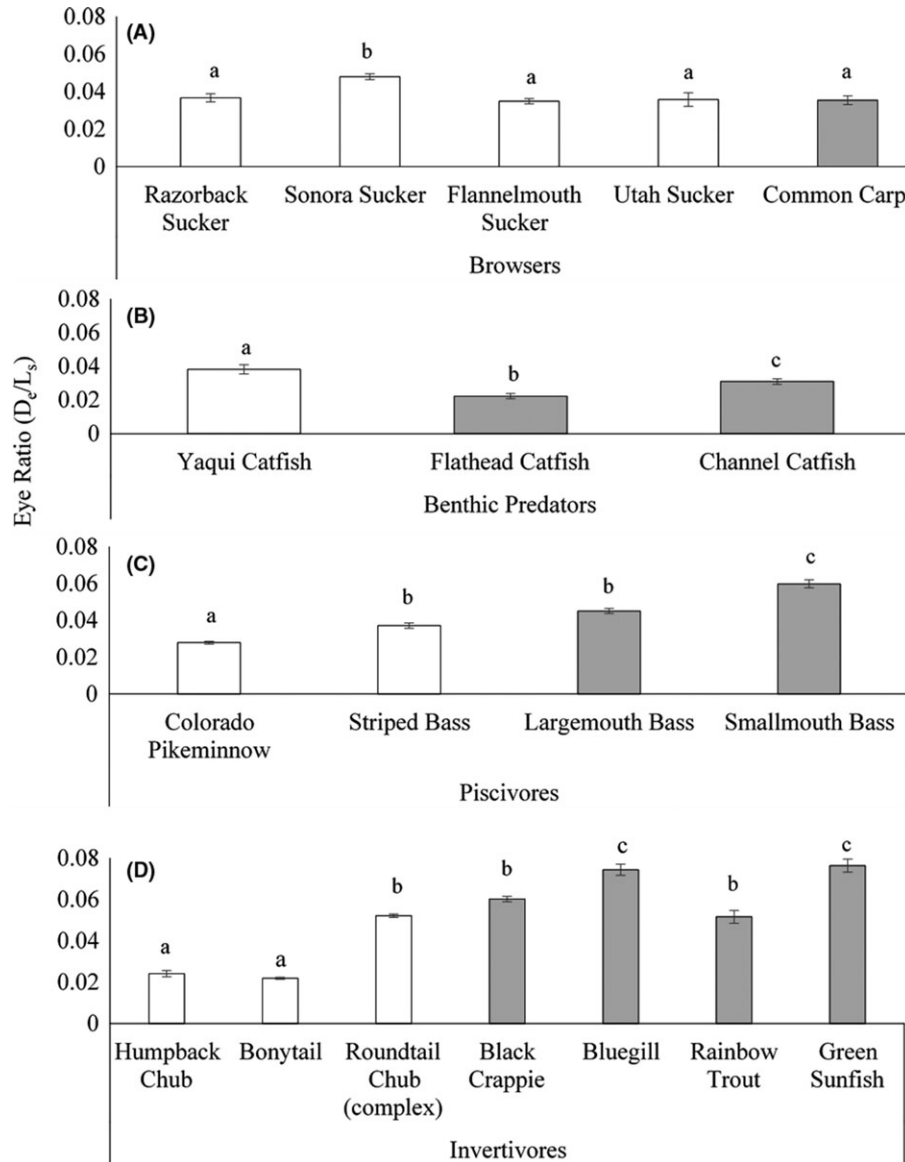 Eye Ratio (Dₑ/Lₛ)
(A)
0.08
0.06
0.04
0.02
0
a
b
a
a
a
Razorback Sucker
Sonora Sucker
Flannelmouth Sucker
Utah Sucker
Common Carp
Browsers
(B)
0.08
0.06
0.04
0.02
0
a
b
c
Yaqui Catfish
Flathead Catfish
Channel Catfish
Benthic Predators
(C)
0.08
0.06
0.04
0.02
0
a
b
b
c
Colorado Pikeminnow
Striped Bass
Largemouth Bass
Smallmouth Bass
Piscivores
(D)
0.08
0.06
0.04
0.02
0
a
a
b
b
c
b
c
Humpback Chub
Bonytail
Roundtail Chub (complex)
Black Crappie
Bluegill
Rainbow Trout
Green Sunfish
Invertivores